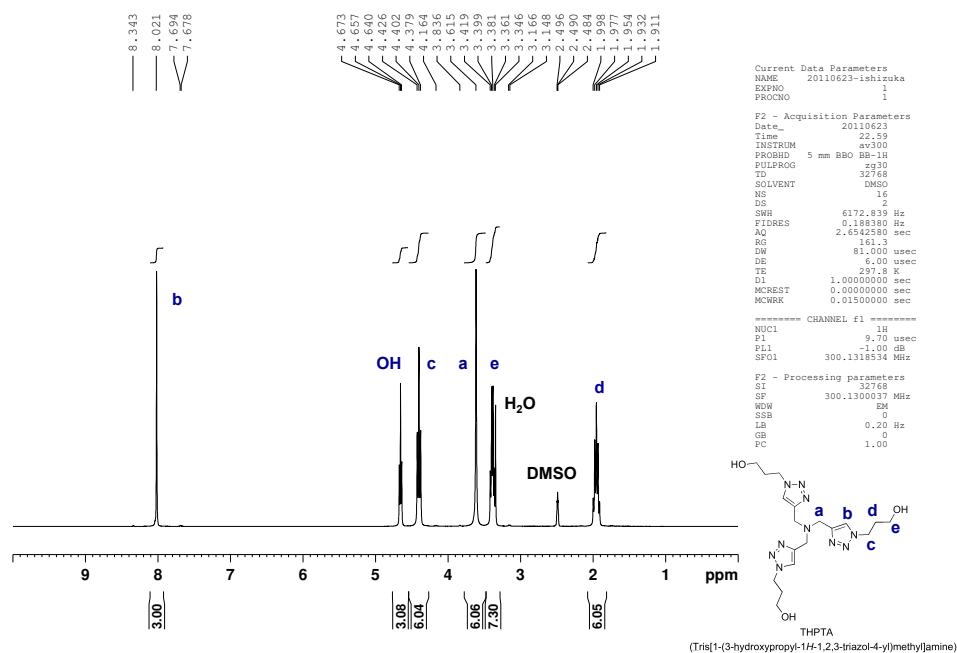 8.343
8.021
7.694
7.678
4.673
4.657
4.640
4.426
4.402
4.379
4.164
3.836
3.615
3.419
3.399
3.381
3.361
3.346
3.166
3.148
2.496
2.490
2.484
1.998
1.977
1.954
1.932
1.911
Current Data Parameters
NAME 20110623-ishizuka
EXPNO 1
PROCNO 1
F2 - Acquisition Parameters
Date_ 20110623
Time 22.59
INSTRUM av300
PROBHD 5 mm BBO BB-1H
PULPROG zg30
TD 32768
SOLVENT DMSO
NS 16
DS 2
SWH 6172.839 Hz
FIDRES 0.188380 Hz
AQ 2.6542580 sec
RG 161.3
DW 81.000 usec
DE 6.00 usec
TE 297.8 K
D1 1.00000000 sec
MCREST 0.00000000 sec
MCWRK 0.01500000 sec
======== CHANNEL f1 ========
NUC1 1H
P1 9.70 usec
PL1 -1.00 dB
SFO1 300.1318534 MHz
F2 - Processing parameters
SI 32768
SF 300.1300037 MHz
WDW EM
SSB 0
LB 0.20 Hz
GB 0
PC 1.00
b
OH
c
a
e
H2O
d
DMSO
9 8 7 6 5 4 3 2 1 ppm
3.00
3.08
6.04
6.06
7.30
6.05
HO
N
N
N
a
b
d
OH
e
N
N
N
N
N
c
N
N
OH
THPTA
(Tris[1-(3-hydroxypropyl-1H-1,2,3-triazol-4-yl)methyl]amine)